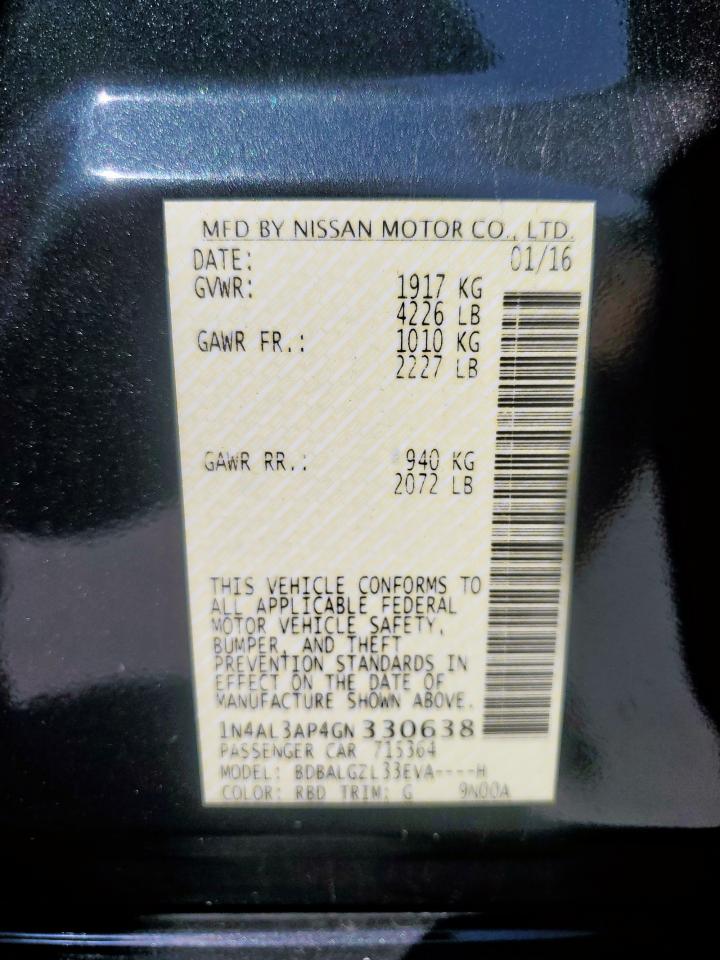 MFD BY NISSAN MOTOR CO., LTD.
DATE: 01/16
GVWR: 1917 KG
4226 LB
GAWR FR.: 1010 KG
2227 LB
GAWR RR.: 940 KG
2072 LB
THIS VEHICLE CONFORMS TO
ALL APPLICABLE FEDERAL
MOTOR VEHICLE SAFETY,
BUMPER, AND THEFT
PREVENTION STANDARDS IN
EFFECT ON THE DATE OF
MANUFACTURE SHOWN ABOVE.
1N4AL3AP4GN 330638
PASSENGER CAR 715364
MODEL: BDBALGZL33EVA----H
COLOR: RBD TRIM: G 9N00A